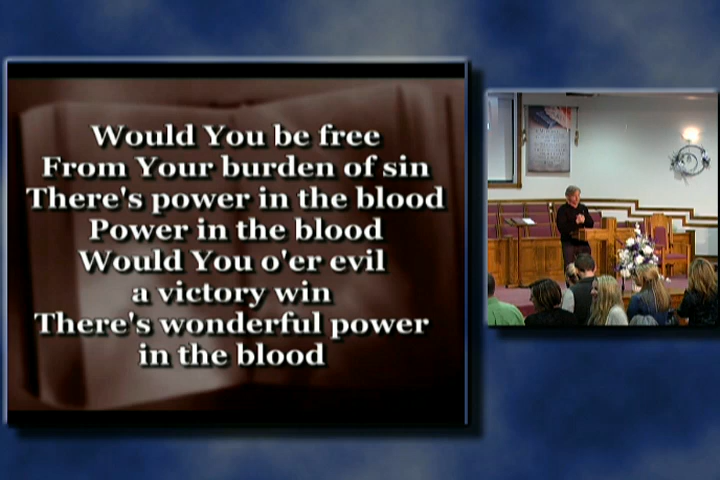 Would You be free
From Your burden of sin
There's power in the blood
Power in the blood
Would You o'er evil
a victory win
There's wonderful power
in the blood